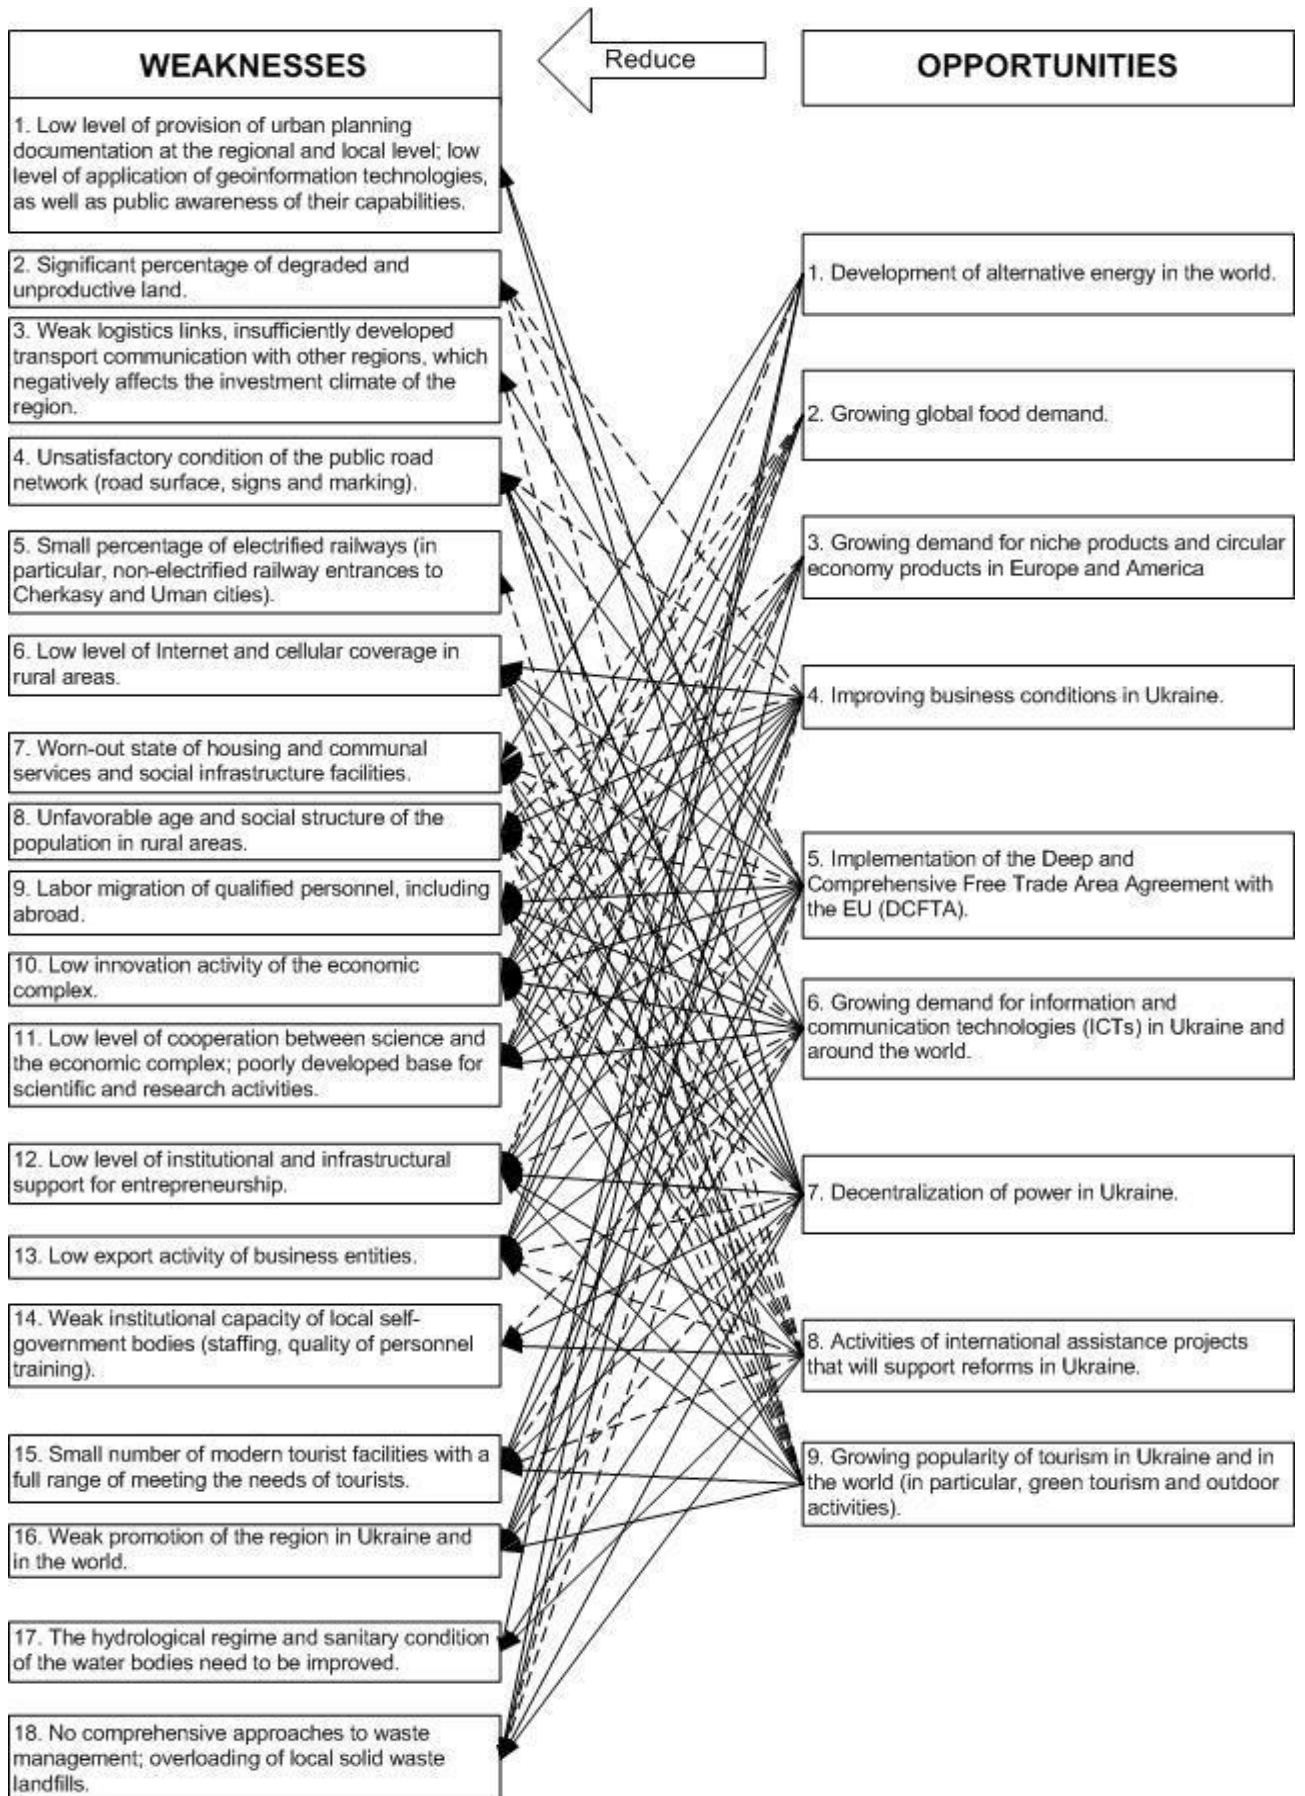 WEAKNESSES
Reduce
OPPORTUNITIES
1. Low level of provision of urban planning
documentation at the regional and local level; low
level of application of geoinformation technologies,
as well as public awareness of their capabilities.
2. Significant percentage of degraded and
unproductive land.
3. Weak logistics links, insufficiently developed
transport communication with other regions, which
negatively affects the investment climate of the
region.
4. Unsatisfactory condition of the public road
network (road surface, signs and marking).
5. Small percentage of electrified railways (in
particular, non-electrified railway entrances to
Cherkasy and Uman cities).
6. Low level of Internet and cellular coverage in
rural areas.
7. Worn-out state of housing and communal
services and social infrastructure facilities.
8. Unfavorable age and social structure of the
population in rural areas.
9. Labor migration of qualified personnel, including
abroad.
10. Low innovation activity of the economic
complex.
11. Low level of cooperation between science and
the economic complex; poorly developed base for
scientific and research activities.
12. Low level of institutional and infrastructural
support for entrepreneurship.
13. Low export activity of business entities.
14. Weak institutional capacity of local self-
government bodies (staffing, quality of personnel
training).
15. Small number of modern tourist facilities with a
full range of meeting the needs of tourists.
16. Weak promotion of the region in Ukraine and
in the world.
17. The hydrological regime and sanitary condition
of the water bodies need to be improved.
18. No comprehensive approaches to waste
management; overloading of local solid waste
landfills.
1. Development of alternative energy in the world.
2. Growing global food demand.
3. Growing demand for niche products and circular
economy products in Europe and America
4. Improving business conditions in Ukraine.
5. Implementation of the Deep and
Comprehensive Free Trade Area Agreement with
the EU (DCFTA).
6. Growing demand for information and
communication technologies (ICTs) in Ukraine and
around the world.
7. Decentralization of power in Ukraine.
8. Activities of international assistance projects
that will support reforms in Ukraine.
9. Growing popularity of tourism in Ukraine and in
the world (in particular, green tourism and outdoor
activities).